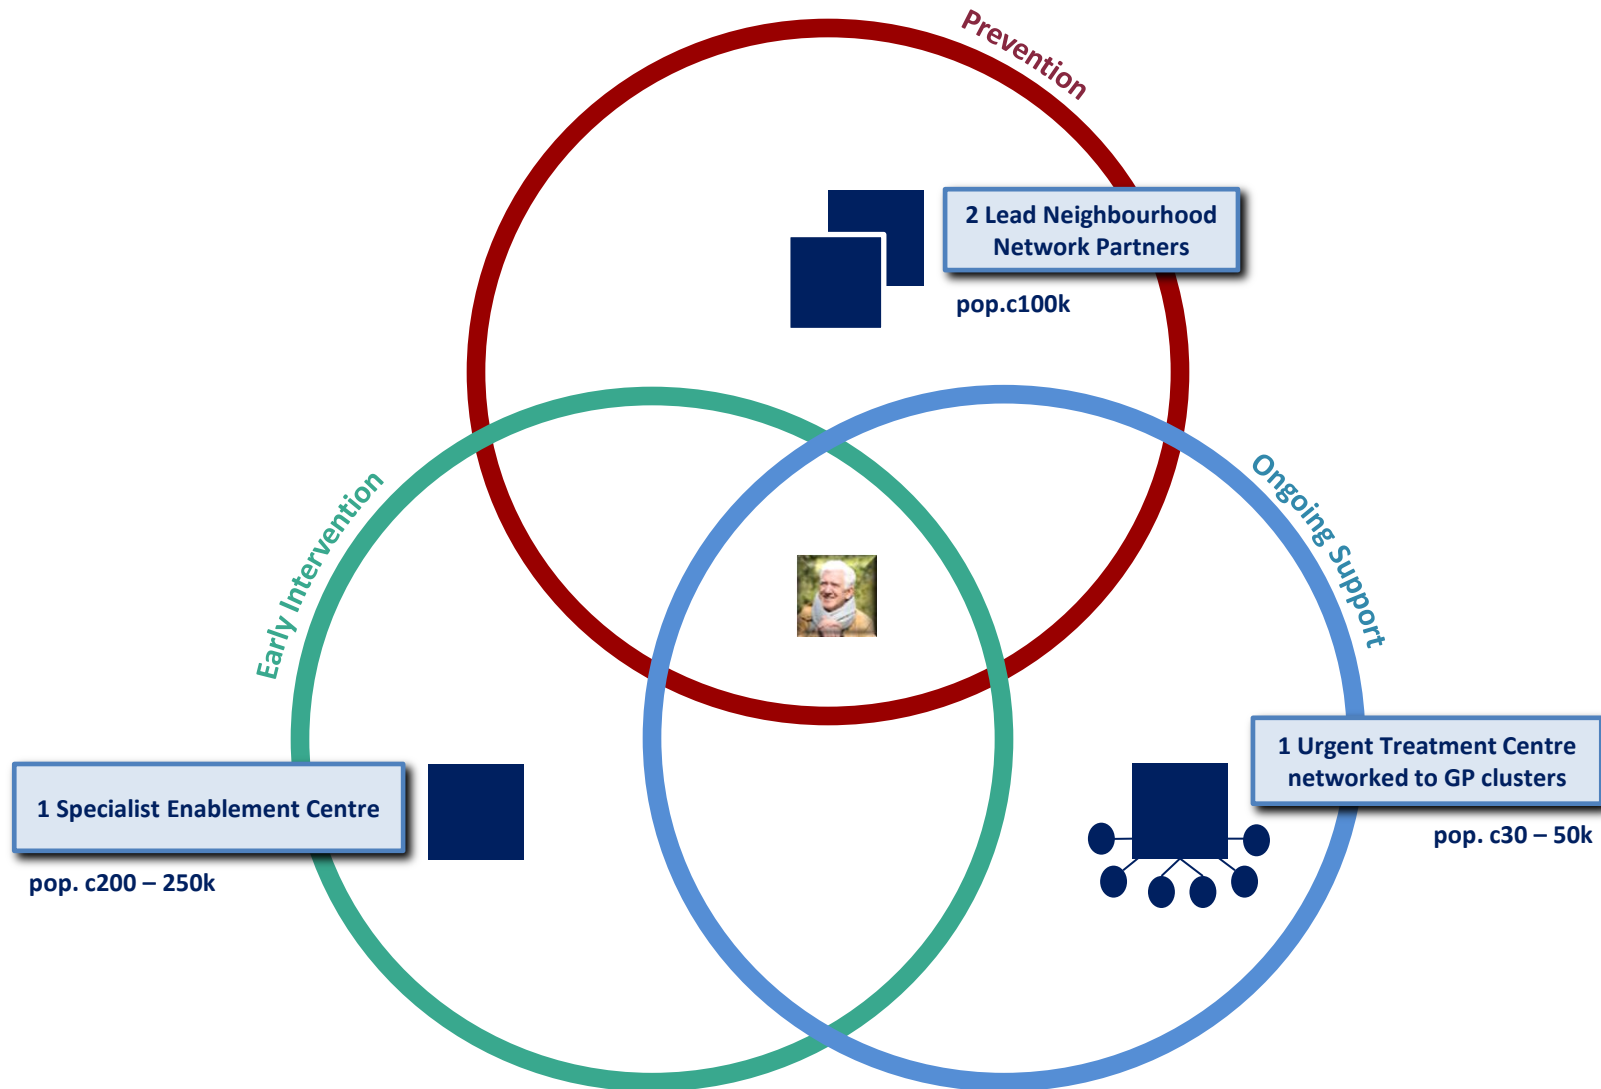 Prevention
2 Lead Neighbourhood
Network Partners
pop.c100k
Early Intervention
Ongoing Support
1 Specialist Enablement Centre
pop. c200 – 250k
1 Urgent Treatment Centre
networked to GP clusters
pop. c30 – 50k